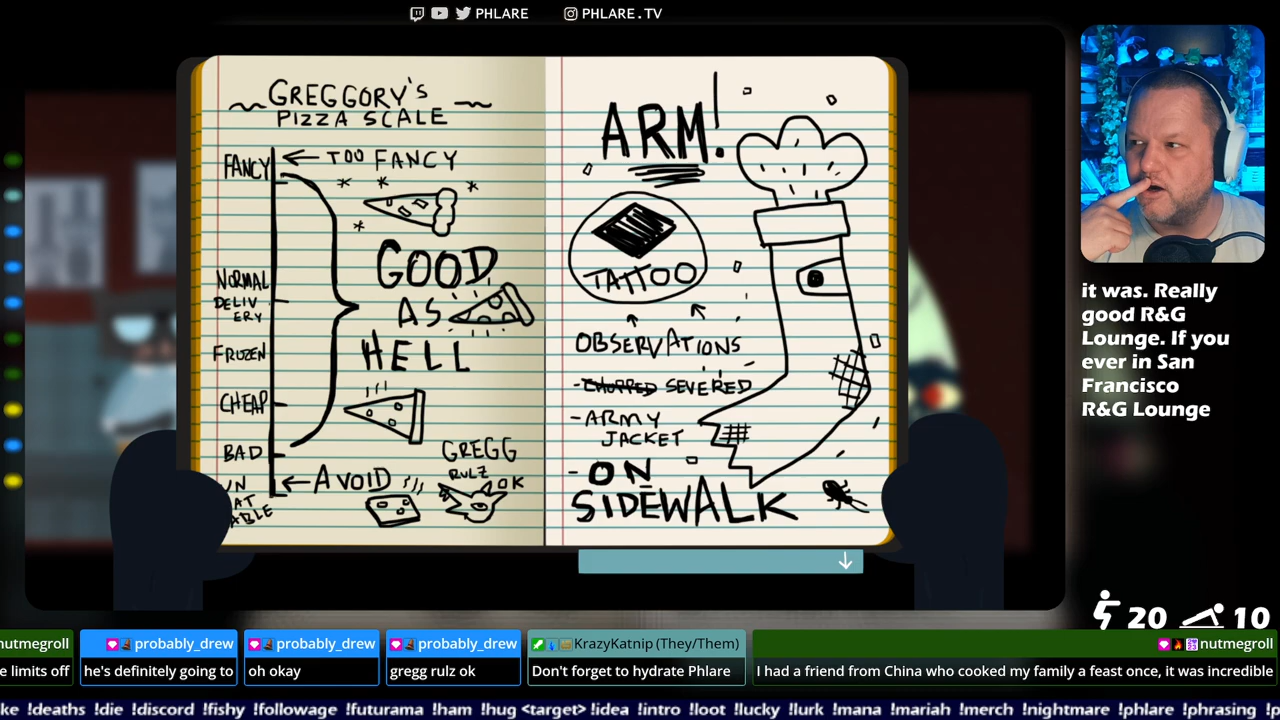 PHLARE
PHLARE.TV
~ GREGGORY'S ~
PIZZA SCALE
FANCY
← TOO FANCY
GOOD
AS
HELL
NORMAL
DELIV
ERY
FROZEN
CHEAP
BAD
UN
EAT
ABLE
← AVOID
GREGG
RULZ
OK
ARM!
TATTOO
OBSERVATIONS
- CHOPPED SEVERED
- ARMY
JACKET
- ON
SIDEWALK
it was. Really
good R&G
Lounge. If you
ever in San
Francisco
R&G Lounge
20
10
nutmegroll
e limits off
probably_drew
he's definitely going to
probably_drew
oh okay
probably_drew
gregg rulz ok
KrazyKatnip (They/Them)
Don't forget to hydrate Phlare
nutmegroll
I had a friend from China who cooked my family a feast once, it was incredible
ke !deaths !die !discord !fishy !followage !futurama !ham !hug <target> !idea !intro !loot !lucky !lurk !mana !mariah !merch !nightmare !phlare !phrasing !p